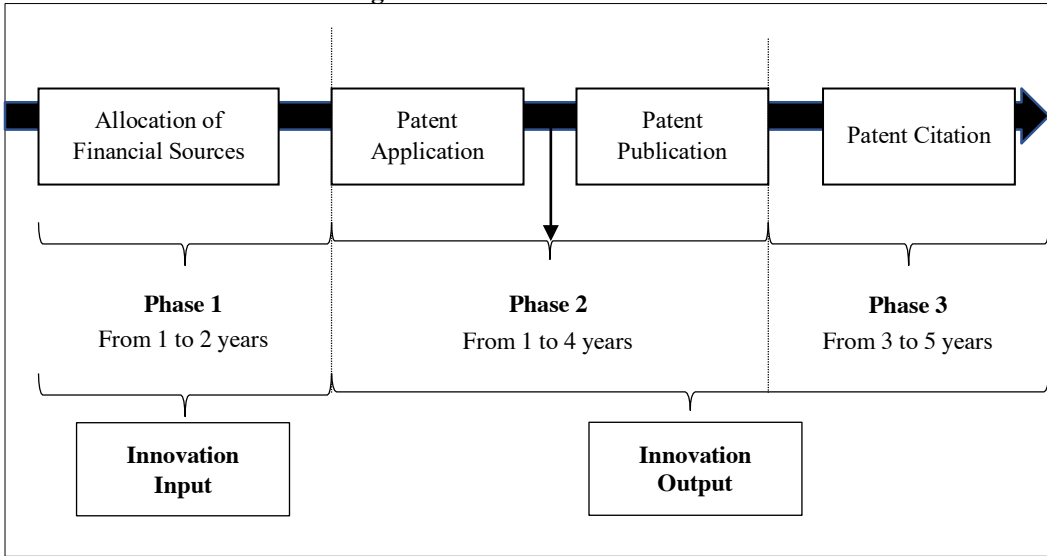 Allocation of
Financial Sources
Patent
Application
Patent
Publication
Patent Citation
Phase 1
From 1 to 2 years
Phase 2
From 1 to 4 years
Phase 3
From 3 to 5 years
Innovation
Input
Innovation
Output